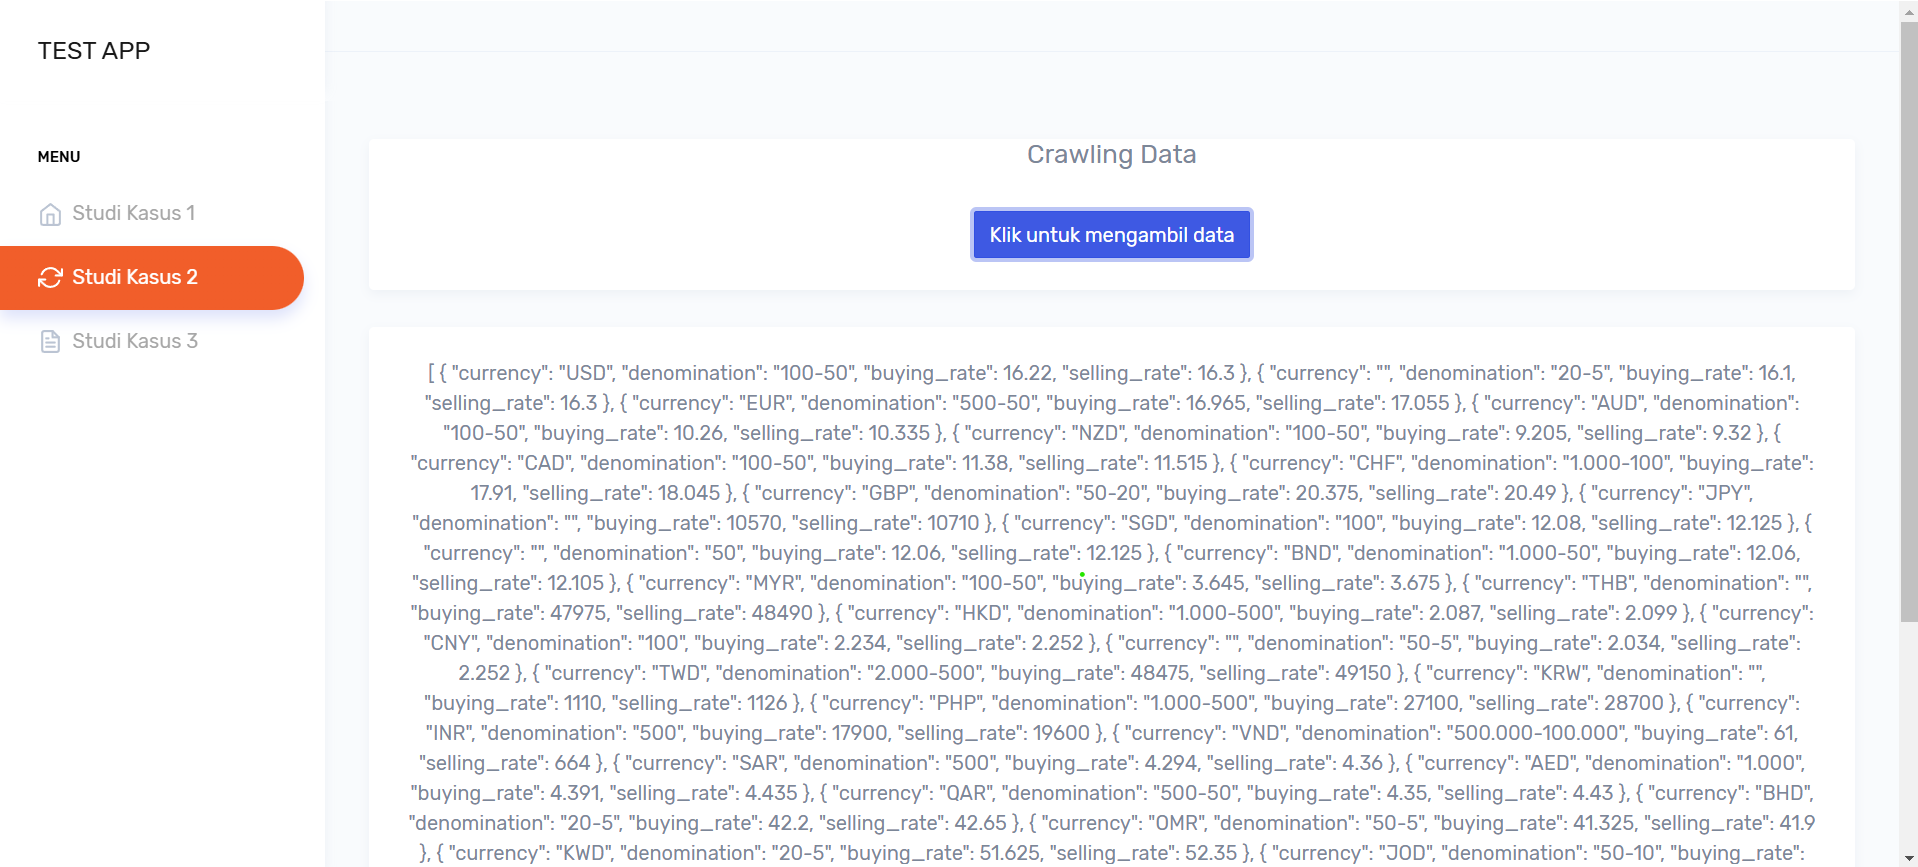 TEST APP
MENU
Studi Kasus 1
Studi Kasus 2
Studi Kasus 3
Crawling Data
Klik untuk mengambil data
[ { "currency": "USD", "denomination": "100-50", "buying_rate": 16.22, "selling_rate": 16.3 }, { "currency": "", "denomination": "20-5", "buying_rate": 16.1,
"selling_rate": 16.3 }, { "currency": "EUR", "denomination": "500-50", "buying_rate": 16.965, "selling_rate": 17.055 }, { "currency": "AUD", "denomination":
"100-50", "buying_rate": 10.26, "selling_rate": 10.335 }, { "currency": "NZD", "denomination": "100-50", "buying_rate": 9.205, "selling_rate": 9.32 }, {
"currency": "CAD", "denomination": "100-50", "buying_rate": 11.38, "selling_rate": 11.515 }, { "currency": "CHF", "denomination": "1.000-100", "buying_rate":
17.91, "selling_rate": 18.045 }, { "currency": "GBP", "denomination": "50-20", "buying_rate": 20.375, "selling_rate": 20.49 }, { "currency": "JPY",
"denomination": "", "buying_rate": 10570, "selling_rate": 10710 }, { "currency": "SGD", "denomination": "100", "buying_rate": 12.08, "selling_rate": 12.125 }, {
"currency": "", "denomination": "50", "buying_rate": 12.06, "selling_rate": 12.125 }, { "currency": "BND", "denomination": "1.000-50", "buying_rate": 12.06,
"selling_rate": 12.105 }, { "currency": "MYR", "denomination": "100-50", "buying_rate": 3.645, "selling_rate": 3.675 }, { "currency": "THB", "denomination": "",
"buying_rate": 47975, "selling_rate": 48490 }, { "currency": "HKD", "denomination": "1.000-500", "buying_rate": 2.087, "selling_rate": 2.099 }, { "currency":
"CNY", "denomination": "100", "buying_rate": 2.234, "selling_rate": 2.252 }, { "currency": "", "denomination": "50-5", "buying_rate": 2.034, "selling_rate":
2.252 }, { "currency": "TWD", "denomination": "2.000-500", "buying_rate": 48475, "selling_rate": 49150 }, { "currency": "KRW", "denomination": "",
"buying_rate": 1110, "selling_rate": 1126 }, { "currency": "PHP", "denomination": "1.000-500", "buying_rate": 27100, "selling_rate": 28700 }, { "currency":
"INR", "denomination": "500", "buying_rate": 17900, "selling_rate": 19600 }, { "currency": "VND", "denomination": "500.000-100.000", "buying_rate": 61,
"selling_rate": 664 }, { "currency": "SAR", "denomination": "500", "buying_rate": 4.294, "selling_rate": 4.36 }, { "currency": "AED", "denomination": "1.000",
"buying_rate": 4.391, "selling_rate": 4.435 }, { "currency": "QAR", "denomination": "500-50", "buying_rate": 4.35, "selling_rate": 4.43 }, { "currency": "BHD",
"denomination": "20-5", "buying_rate": 42.2, "selling_rate": 42.65 }, { "currency": "OMR", "denomination": "50-5", "buying_rate": 41.325, "selling_rate": 41.9
}, { "currency": "KWD", "denomination": "20-5", "buying_rate": 51.625, "selling_rate": 52.35 }, { "currency": "JOD", "denomination": "50-10", "buying_rate":